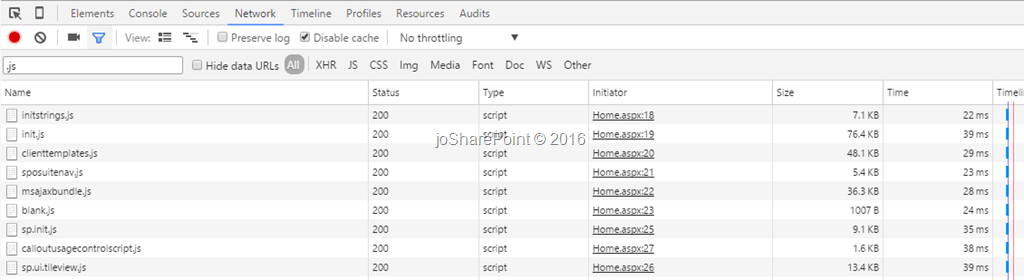 Elements Console Sources Network Timeline Profiles Resources Audits
View: Preserve log Disable cache No throttling
.js Hide data URLs All XHR JS CSS Img Media Font Doc WS Other
Name Status Type Initiator Size Time Timeli
initstrings.js 200 script Home.aspx:18 7.1 KB 22 ms
init.js 200 script Home.aspx:19 76.4 KB 39 ms
joSharePoint © 2016
clienttemplates.js 200 script Home.aspx:20 48.1 KB 29 ms
sposuitenav.js 200 script Home.aspx:21 5.4 KB 23 ms
msajaxbundle.js 200 script Home.aspx:22 36.3 KB 28 ms
blank.js 200 script Home.aspx:23 1007 B 24 ms
sp.init.js 200 script Home.aspx:25 9.1 KB 35 ms
calloutusagecontrolscript.js 200 script Home.aspx:27 1.6 KB 38 ms
sp.ui.tileview.js 200 script Home.aspx:26 13.4 KB 39 ms